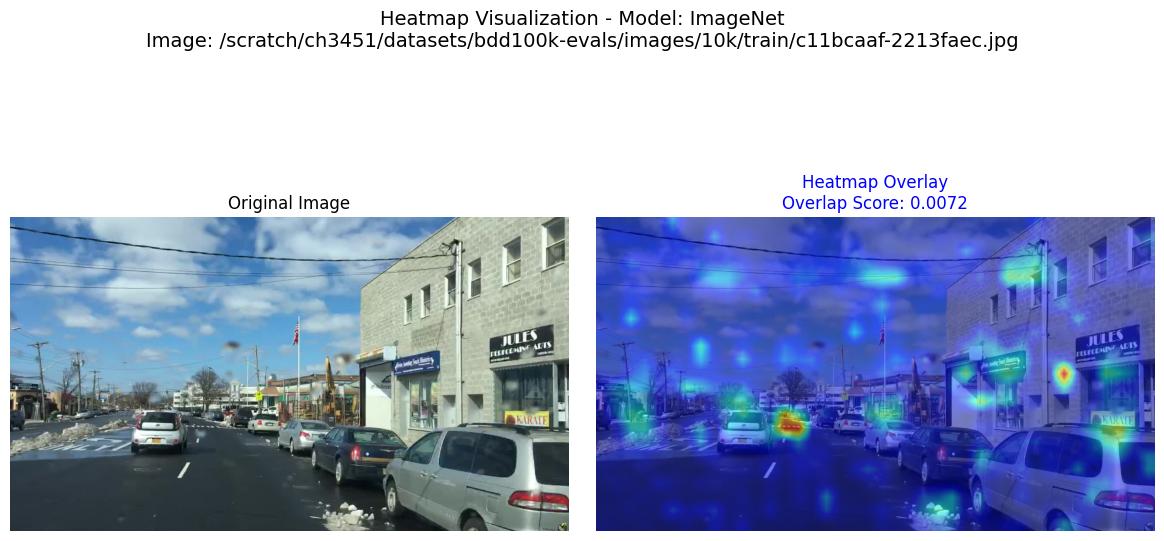 Heatmap Visualization - Model: ImageNet
Image: /scratch/ch3451/datasets/bdd100k-evals/images/10k/train/c11bcaaf-2213faec.jpg
Original Image
Heatmap Overlay
Overlap Score: 0.0072
JULES
PERFORMING ARTS
KARATE
JULES
PERFORMING ARTS
KARATE